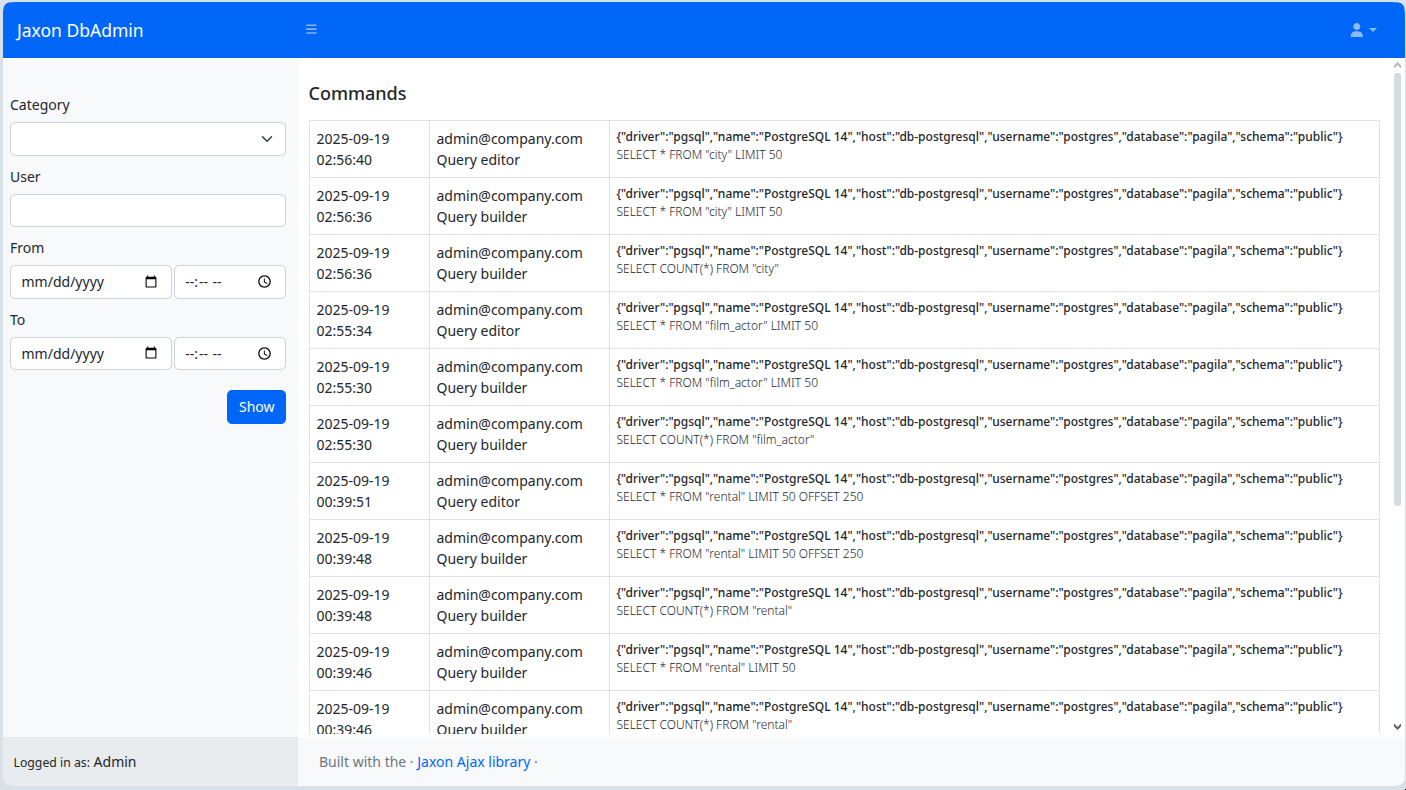 Jaxon DbAdmin
Category
User
From
mm/dd/yyyy --:-- --
To
mm/dd/yyyy --:-- --
Show
Logged in as: Admin
Commands
2025-09-19 02:56:40
admin@company.com
Query editor
{"driver":"pgsql","name":"PostgreSQL 14","host":"db-postgresql","username":"postgres","database":"pagila","schema":"public"}
SELECT * FROM "city" LIMIT 50
2025-09-19 02:56:36
admin@company.com
Query builder
{"driver":"pgsql","name":"PostgreSQL 14","host":"db-postgresql","username":"postgres","database":"pagila","schema":"public"}
SELECT * FROM "city" LIMIT 50
2025-09-19 02:56:36
admin@company.com
Query builder
{"driver":"pgsql","name":"PostgreSQL 14","host":"db-postgresql","username":"postgres","database":"pagila","schema":"public"}
SELECT COUNT(*) FROM "city"
2025-09-19 02:55:34
admin@company.com
Query editor
{"driver":"pgsql","name":"PostgreSQL 14","host":"db-postgresql","username":"postgres","database":"pagila","schema":"public"}
SELECT * FROM "film_actor" LIMIT 50
2025-09-19 02:55:30
admin@company.com
Query builder
{"driver":"pgsql","name":"PostgreSQL 14","host":"db-postgresql","username":"postgres","database":"pagila","schema":"public"}
SELECT * FROM "film_actor" LIMIT 50
2025-09-19 02:55:30
admin@company.com
Query builder
{"driver":"pgsql","name":"PostgreSQL 14","host":"db-postgresql","username":"postgres","database":"pagila","schema":"public"}
SELECT COUNT(*) FROM "film_actor"
2025-09-19 00:39:51
admin@company.com
Query editor
{"driver":"pgsql","name":"PostgreSQL 14","host":"db-postgresql","username":"postgres","database":"pagila","schema":"public"}
SELECT * FROM "rental" LIMIT 50 OFFSET 250
2025-09-19 00:39:48
admin@company.com
Query builder
{"driver":"pgsql","name":"PostgreSQL 14","host":"db-postgresql","username":"postgres","database":"pagila","schema":"public"}
SELECT * FROM "rental" LIMIT 50 OFFSET 250
2025-09-19 00:39:48
admin@company.com
Query builder
{"driver":"pgsql","name":"PostgreSQL 14","host":"db-postgresql","username":"postgres","database":"pagila","schema":"public"}
SELECT COUNT(*) FROM "rental"
2025-09-19 00:39:46
admin@company.com
Query builder
{"driver":"pgsql","name":"PostgreSQL 14","host":"db-postgresql","username":"postgres","database":"pagila","schema":"public"}
SELECT * FROM "rental" LIMIT 50
2025-09-19 00:39:46
admin@company.com
Query builder
{"driver":"pgsql","name":"PostgreSQL 14","host":"db-postgresql","username":"postgres","database":"pagila","schema":"public"}
SELECT COUNT(*) FROM "rental"
Built with the · Jaxon Ajax library ·